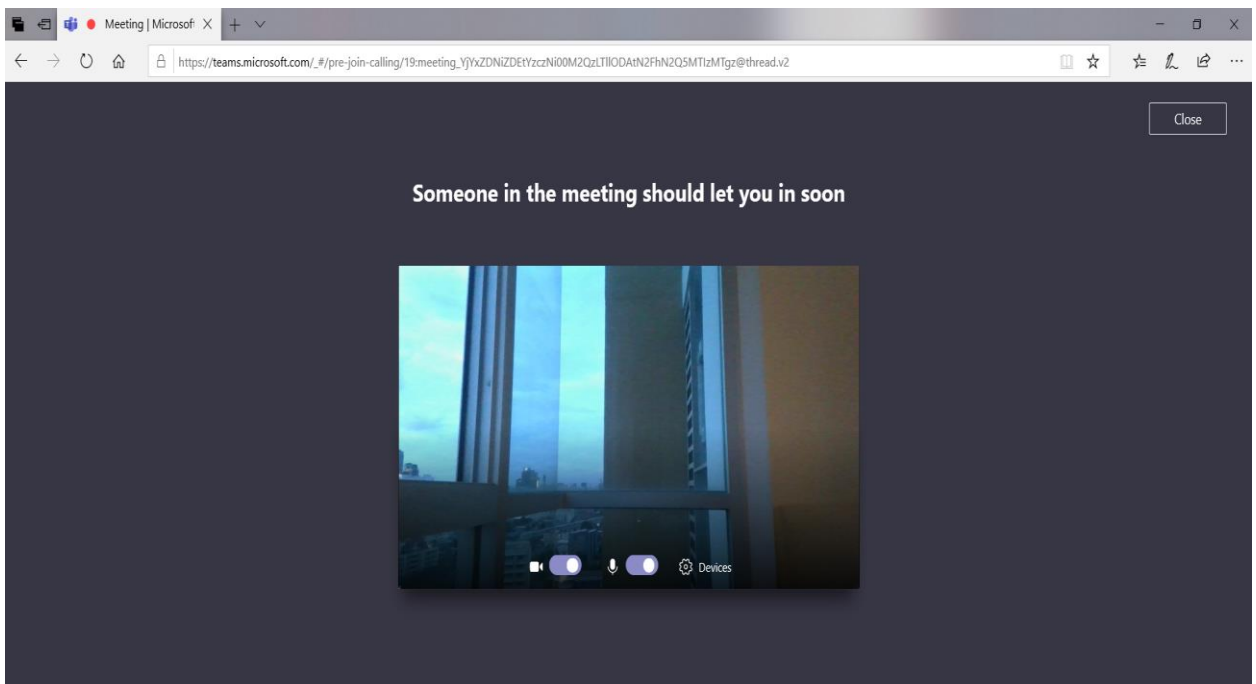 Meeting | Microsof
https://teams.microsoft.com/_#/pre-join-calling/19:meeting_YjYxZDNiZDEtYzczNi00M2QzLTllODAtN2FhN2Q5MTIzMTgz@thread.v2
Close
Someone in the meeting should let you in soon
Devices